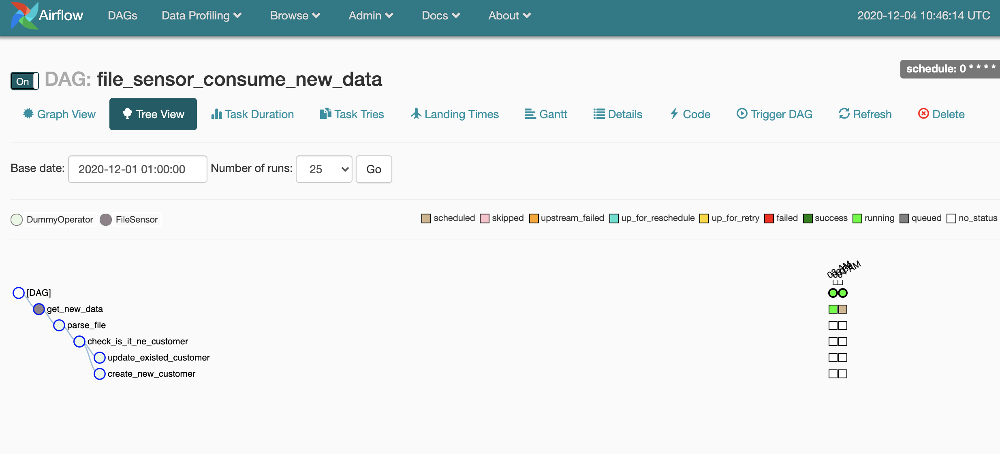 Airflow DAGs Data Profiling Browse Admin Docs About 2020-12-04 10:46:14 UTC
schedule: 0 * * * *
On DAG: file_sensor_consume_new_data
Graph View Tree View Task Duration Task Tries Landing Times Gantt Details Code Trigger DAG Refresh Delete
Base date: 2020-12-01 01:00:00 Number of runs: 25 Go
DummyOperator FileSensor scheduled skipped upstream_failed up_for_reschedule up_for_retry failed success running queued no_status
[DAG]
get_new_data
parse_file
check_is_it_ne_customer
update_existed_customer
create_new_customer